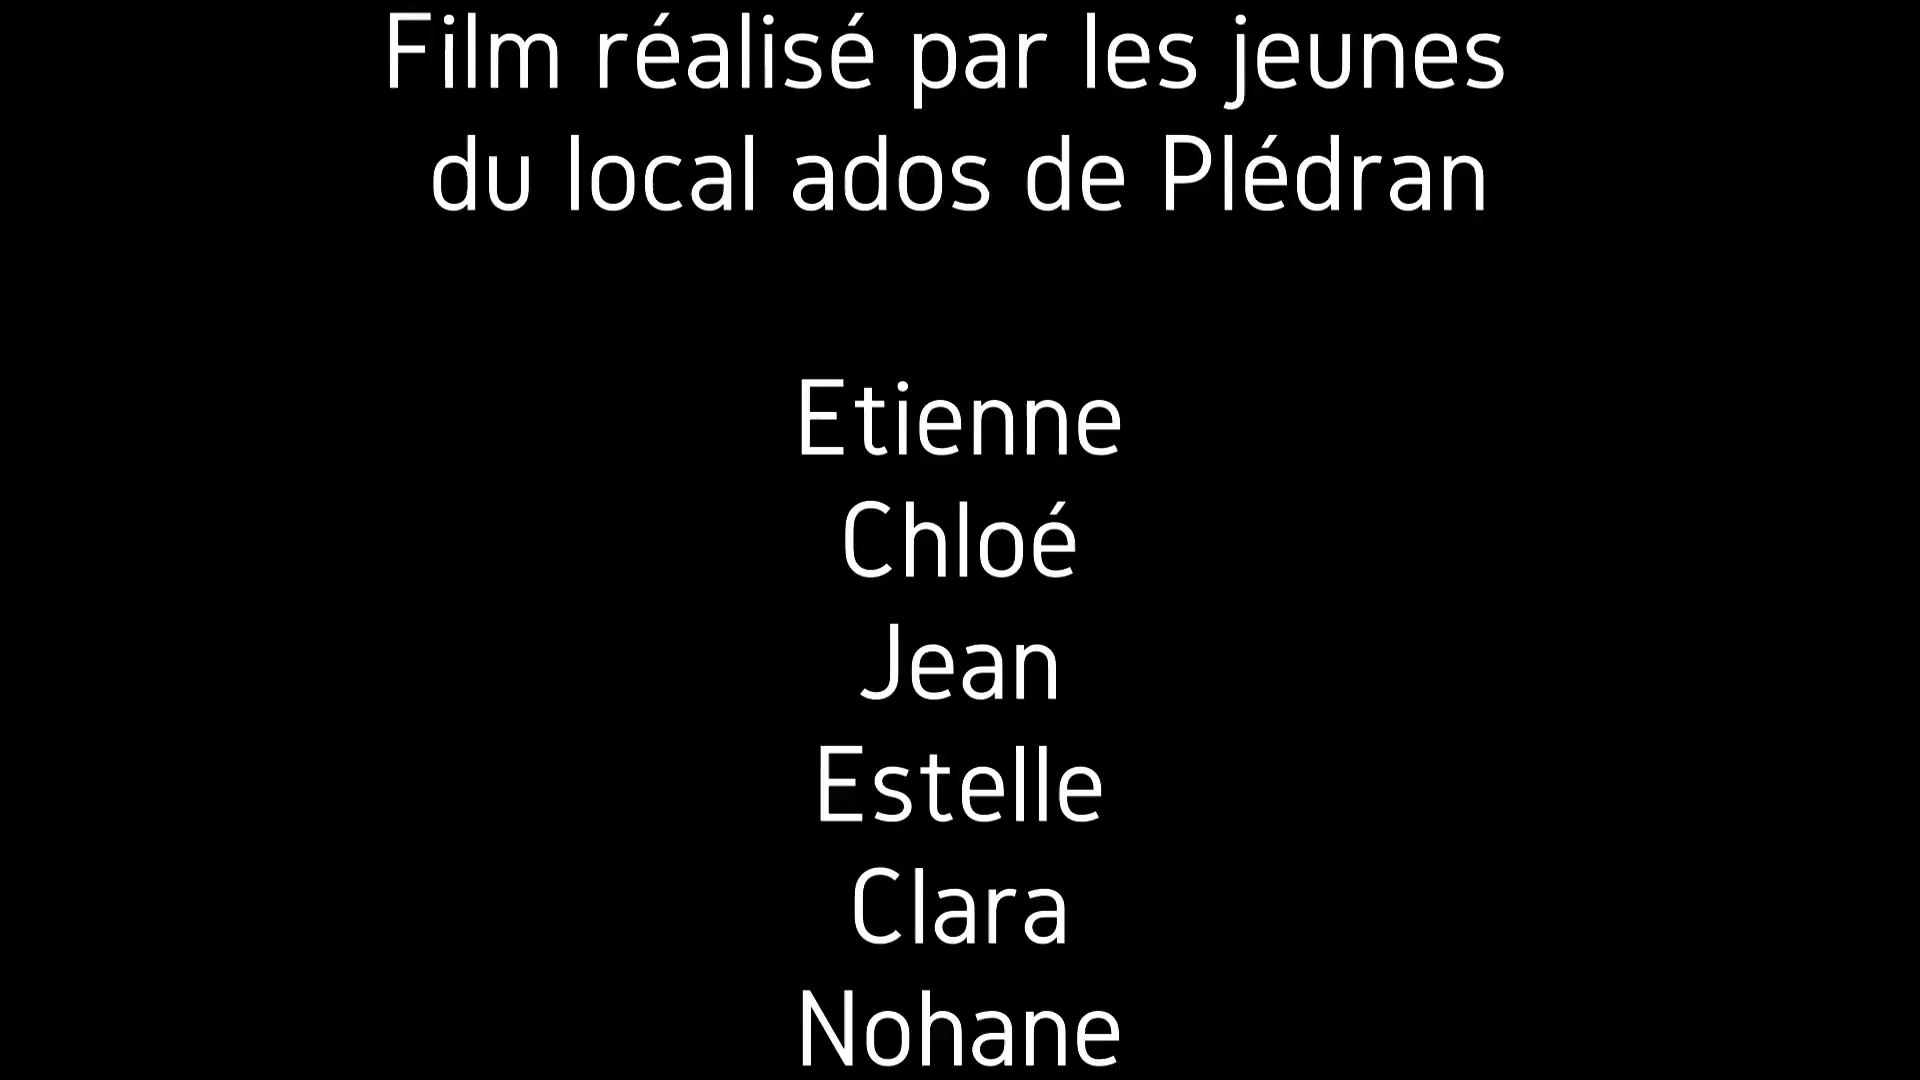 Film réalisé par les jeunes
du local ados de Plédran
Etienne
Chloé
Jean
Estelle
Clara
Nohane